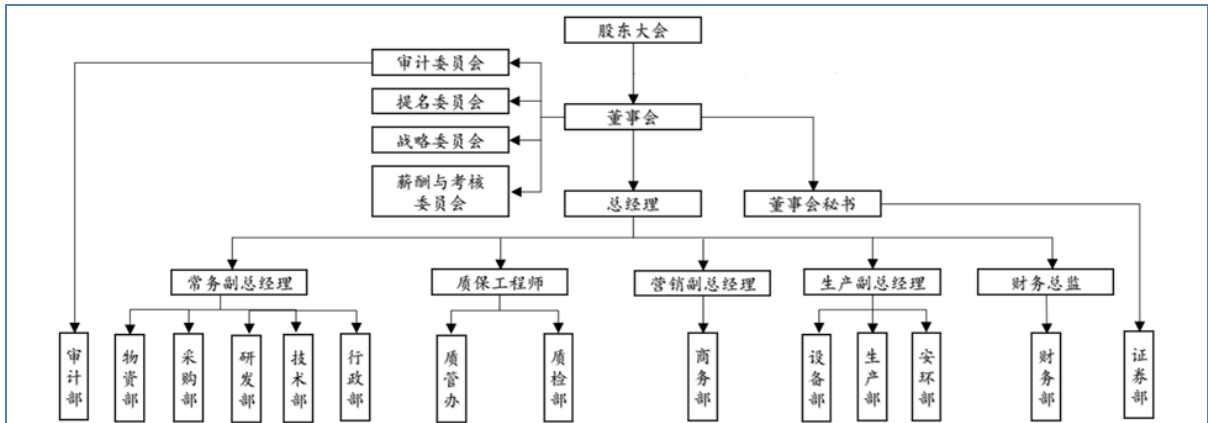 股东大会
审计委员会
提名委员会
董事会
战略委员会
薪酬与考核
委员会
总经理
董事会秘书
常务副总经理
质保工程师
营销副总经理
生产副总经理
财务总监
审计部
物资部
采购部
研发部
技术部
行政部
质管办
质检部
商务部
设备部
生产部
安环部
财务部
证券部